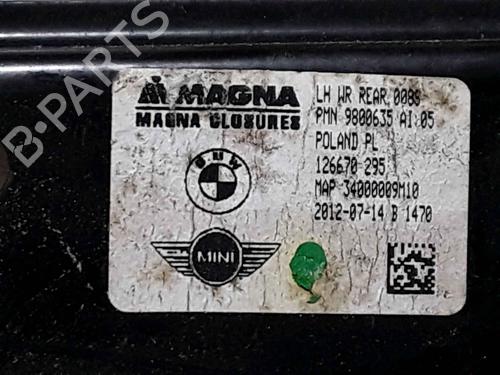 B-PARTS
MAGNA
MAGNA CLOSURES
BMW
MINI
LH WR REAR 0089
PMN 9800635 AI:05
POLAND PL
126670 295
MAP 34000009M10
2012-07-14 B 1470